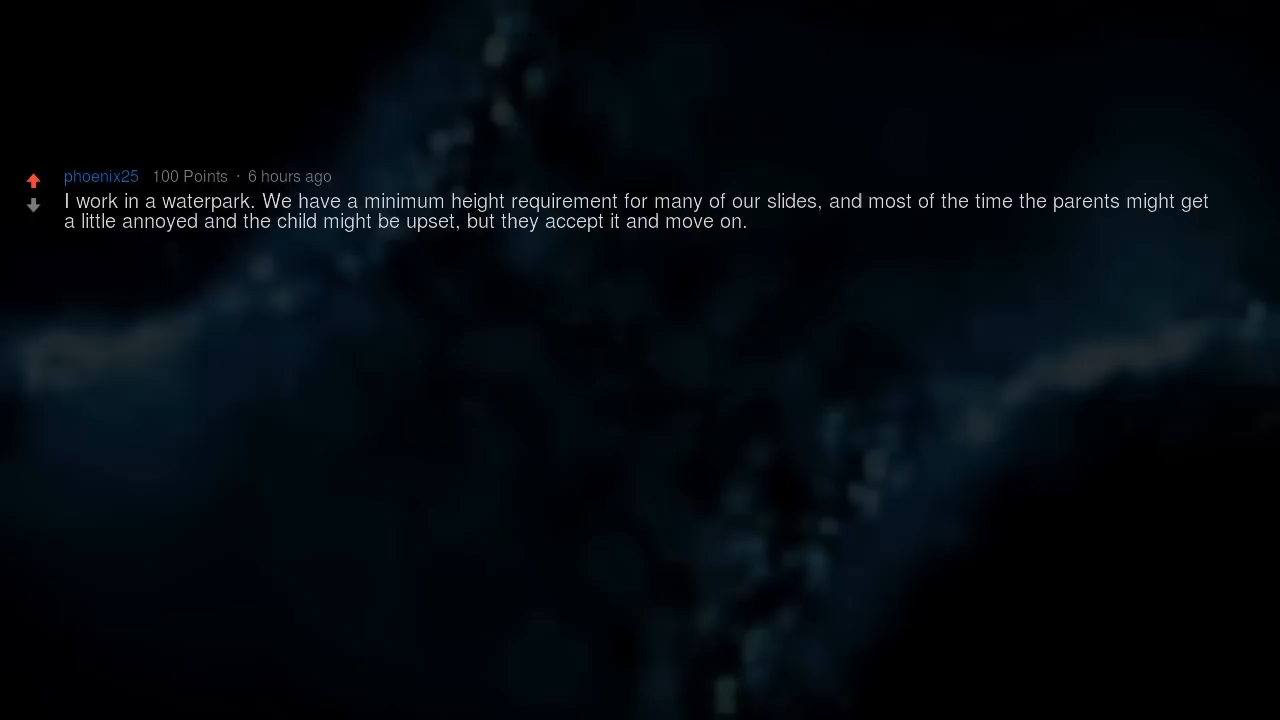 phoenix25 100 Points · 6 hours ago
I work in a waterpark. We have a minimum height requirement for many of our slides, and most of the time the parents might get
a little annoyed and the child might be upset, but they accept it and move on.